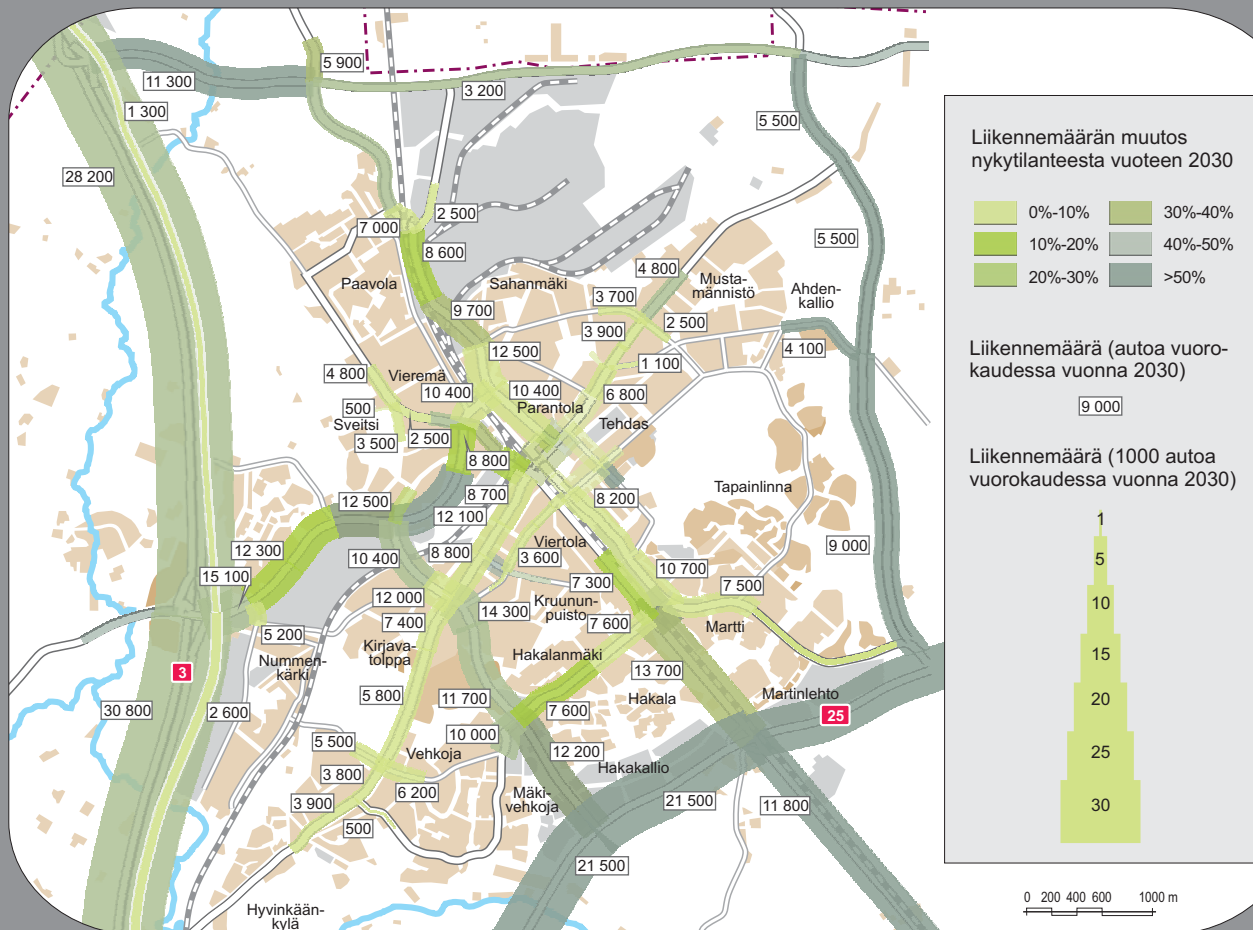 5 900
11 300
3 200
1 300
5 500
28 200
2 500
7 000
8 600
5 500
4 800
Paavola
Sahanmäki
Musta-
männistö
Ahden-
kallio
3 700
9 700
3 900
2 500
12 500
4 100
1 100
4 800
Vieremä
10 400
10 400
6 800
500
Parantola
Sveitsi
Tehdas
3 500
2 500
8 800
Tapainlinna
8 700
8 200
12 500
12 100
Viertola
9 000
12 300
8 800
3 600
10 400
10 700
15 100
7 300
7 500
12 000
14 300
Kruunun-
puisto
7 400
7 600
Martti
5 200
Kirjava-
tolppa
Nummen-
kärki
Hakalanmäki
3
13 700
5 800
11 700
Hakala
Martinlehto
30 800
2 600
7 600
25
10 000
5 500
Vehkoja
12 200
Hakakallio
3 800
6 200
Mäki-
vehkoja
3 900
21 500
11 800
500
21 500
Hyvinkään-
kylä
Liikennemäärän muutos
nykytilanteesta vuoteen 2030
0%-10%
30%-40%
10%-20%
40%-50%
20%-30%
>50%
Liikennemäärä (autoa vuoro-
kaudessa vuonna 2030)
9 000
Liikennemäärä (1000 autoa
vuorokaudessa vuonna 2030)
1
5
10
15
20
25
30
0 200 400 600 1000 m